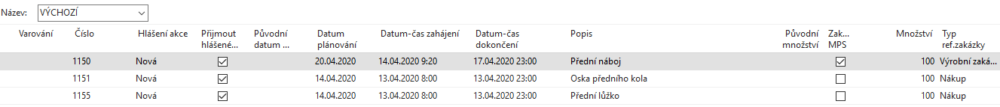 Název: VÝCHOZÍ
Varování Číslo Hlášení akce Přijmout hlášené... Původní datum ... Datum plánování Datum-čas zahájení Datum-čas dokončení Popis Původní množství Zak... MPS Množství Typ ref.zakázky
1150 Nová 20.04.2020 14.04.2020 9:20 17.04.2020 23:00 Přední náboj 100 Výrobní zaká...
1151 Nová 14.04.2020 13.04.2020 8:00 13.04.2020 23:00 Oska předního kola 100 Nákup
1155 Nová 14.04.2020 13.04.2020 8:00 13.04.2020 23:00 Přední lůžko 100 Nákup